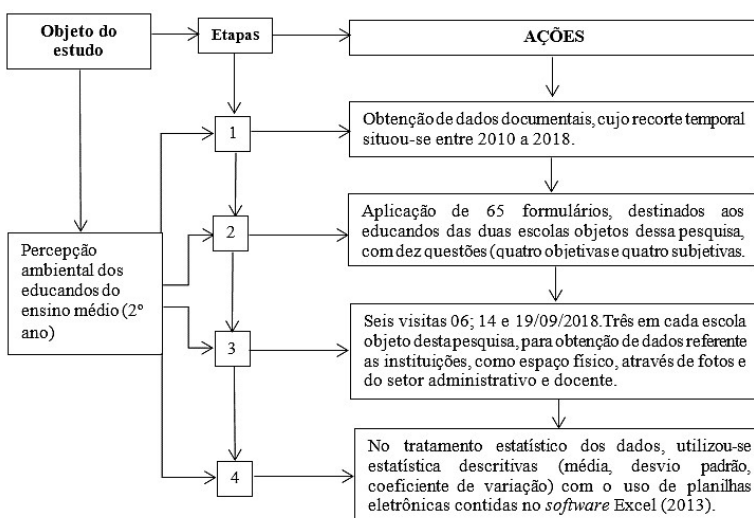 Objeto do
estudo
Etapas
AÇÕES
1
Obtenção de dados documentais, cujo recorte temporal
situou-se entre 2010 a 2018.
2
Aplicação de 65 formulários, destinados aos
educandos das duas escolas objetos dessa pesquisa,
com dez questões (quatro objetivas e quatro subjetivas.
Percepção
ambiental dos
educandos do
ensino médio (2º
ano)
3
Seis visitas 06; 14 e 19/09/2018.Três em cada escola
objeto desta pesquisa, para obtenção de dados referente
as instituições, como espaço físico, através de fotos e
do setor administrativo e docente.
4
No tratamento estatístico dos dados, utilizou-se
estatística descritivas (média, desvio padrão,
coeficiente de variação) com o uso de planilhas
eletrônicas contidas no software Excel (2013).